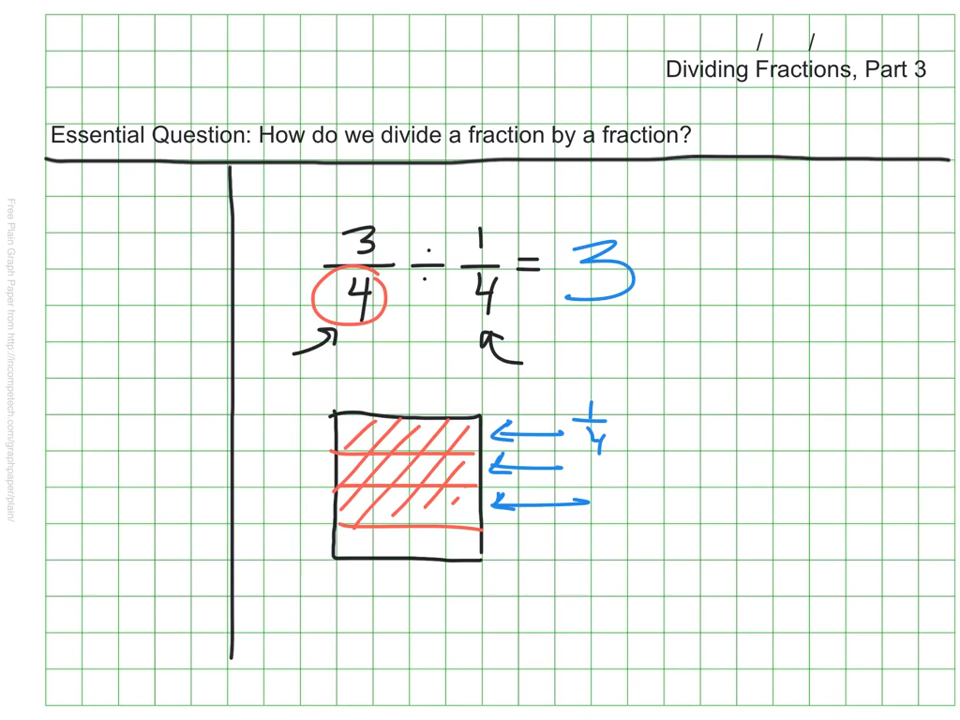 / /
Dividing Fractions, Part 3
Essential Question: How do we divide a fraction by a fraction?
3/4 ÷ 1/4 = 3
1/4
Free Plain Graph Paper from http://incompetech.com/graphpaper/plain/